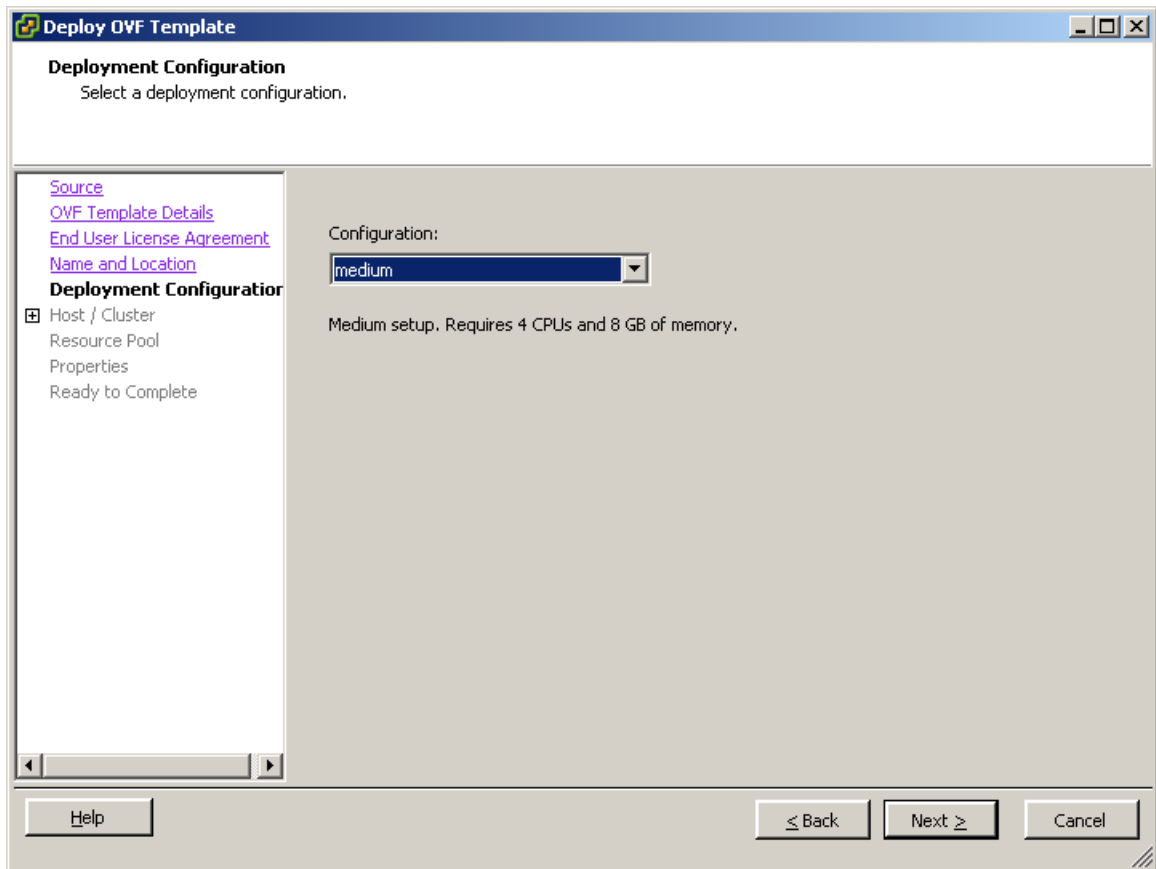 Deploy OVF Template
Deployment Configuration
Select a deployment configuration.
Source
OVF Template Details
End User License Agreement
Name and Location
Deployment Configuration
Host / Cluster
Resource Pool
Properties
Ready to Complete
Configuration:
medium
Medium setup. Requires 4 CPUs and 8 GB of memory.
Help
< Back
Next >
Cancel